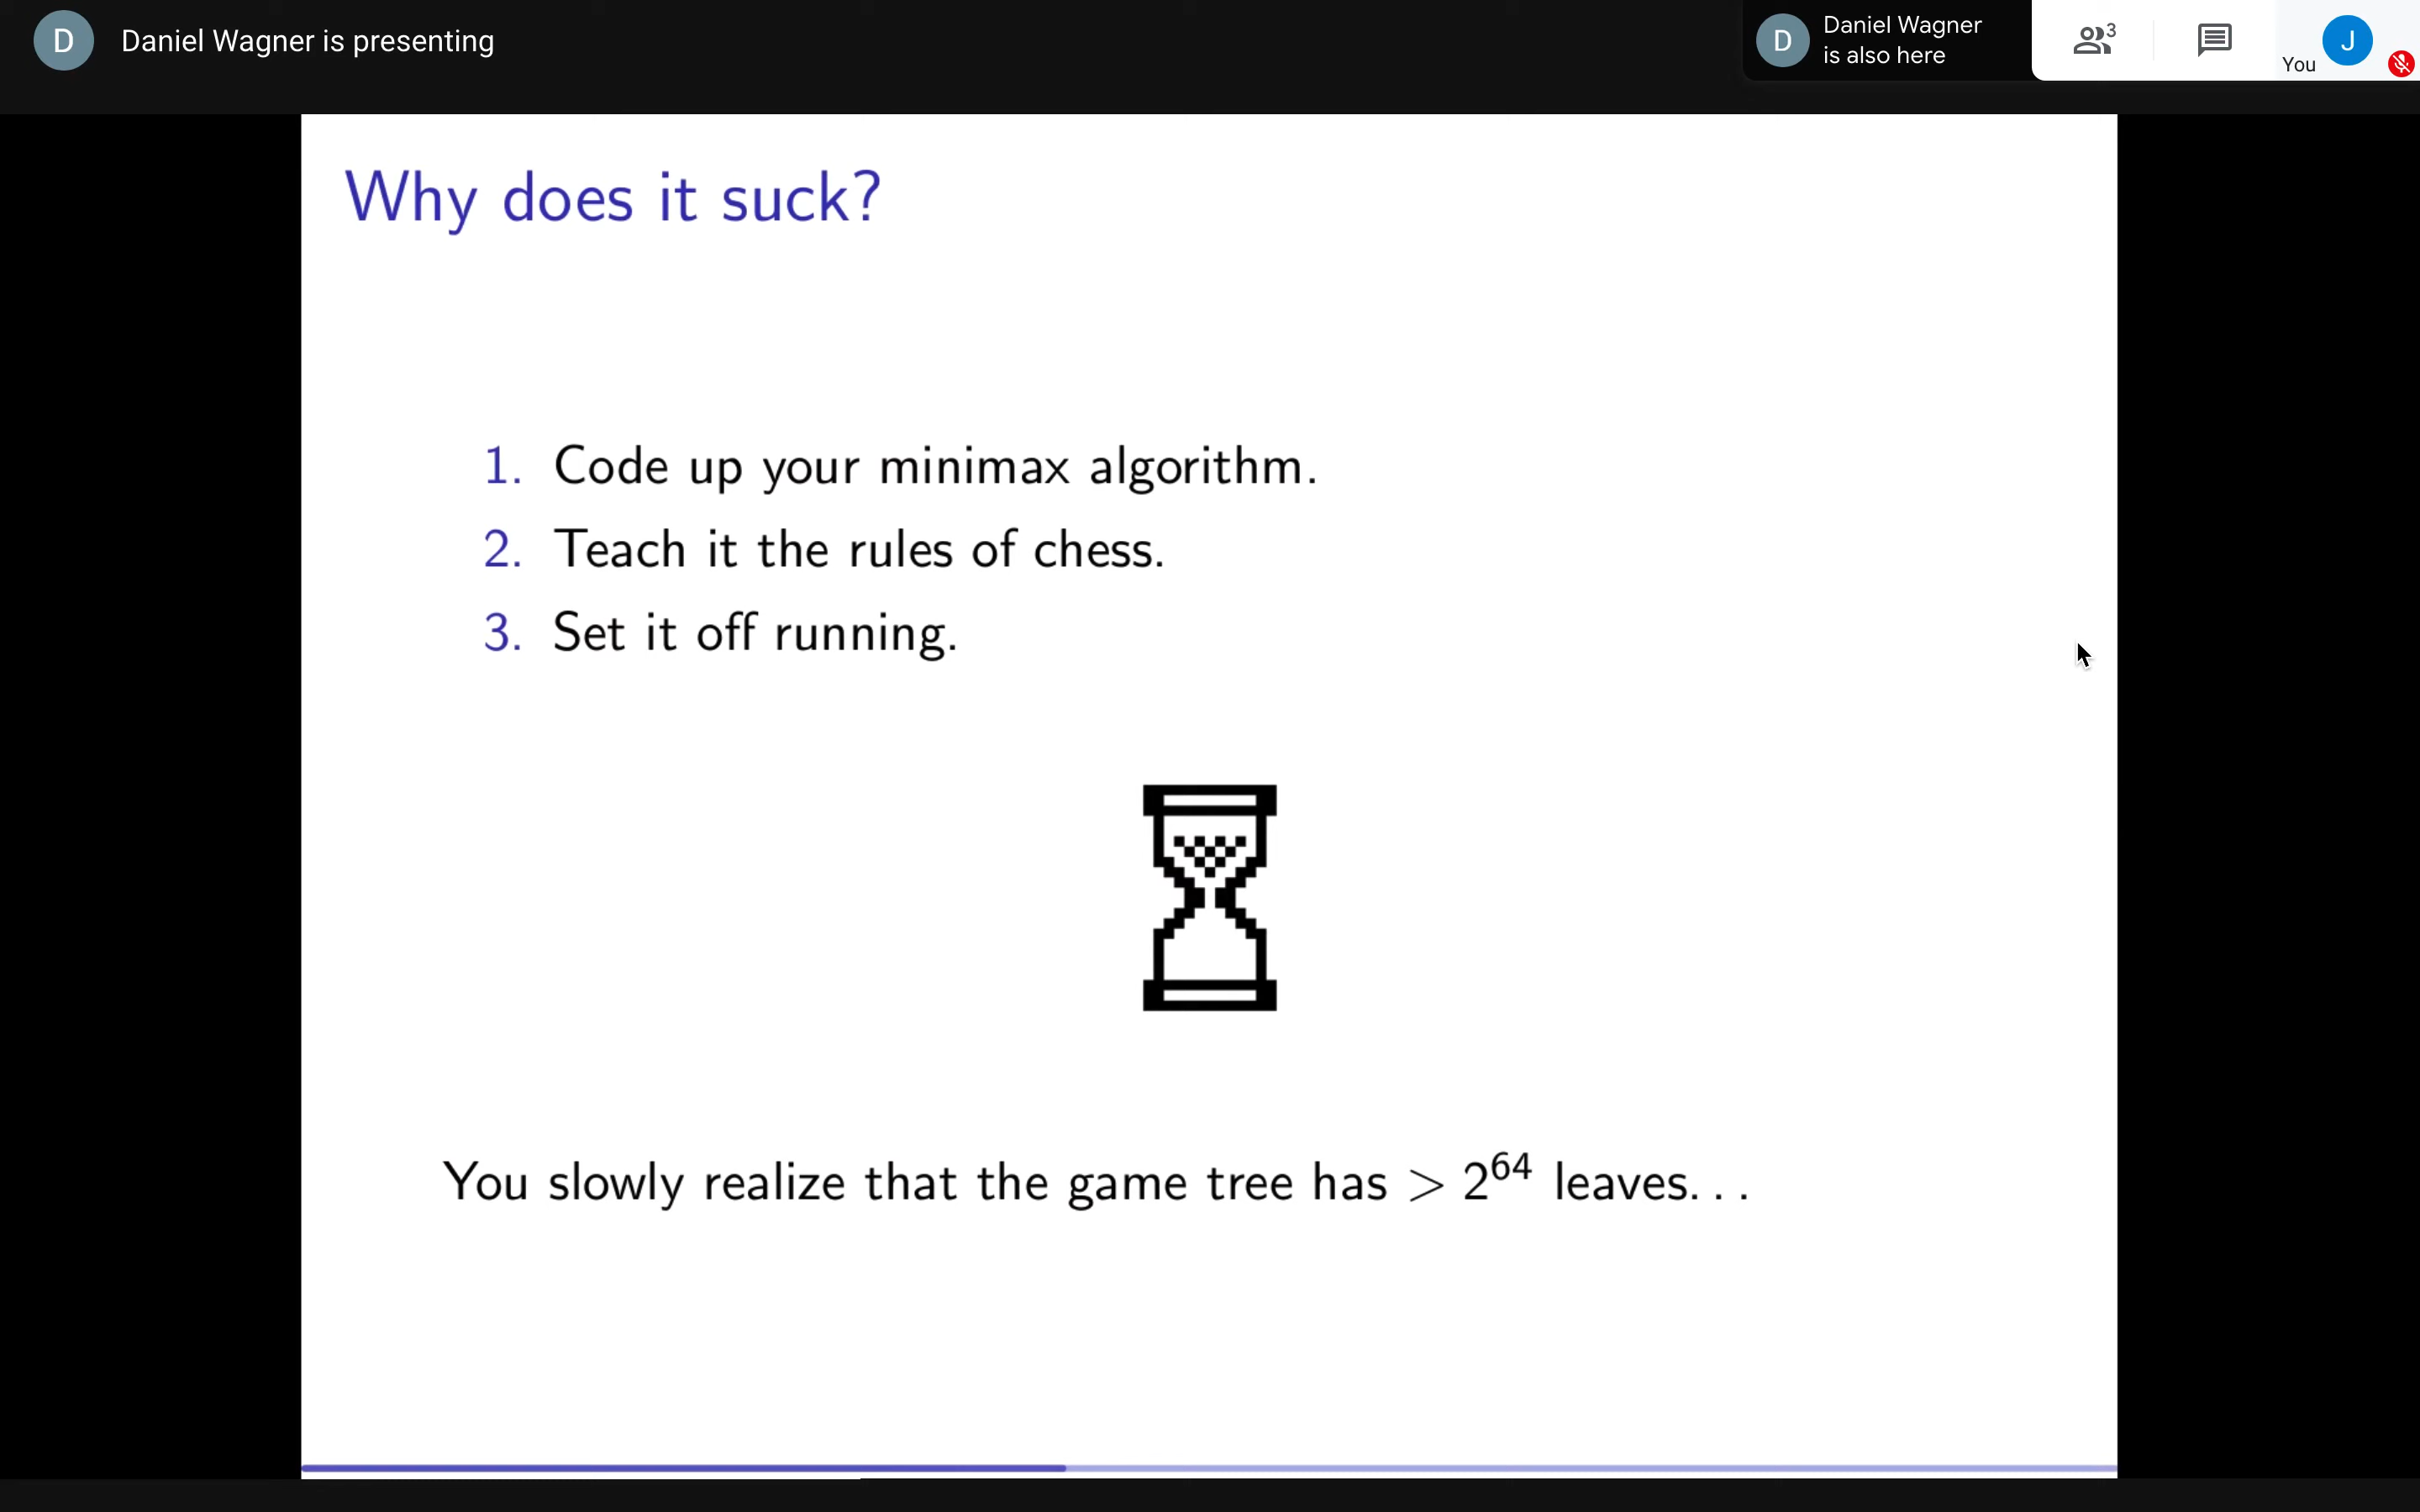 D
Daniel Wagner is presenting
D
Daniel Wagner
is also here
3
You
J
Why does it suck?
1. Code up your minimax algorithm.
2. Teach it the rules of chess.
3. Set it off running.
You slowly realize that the game tree has > 2⁶⁴ leaves...